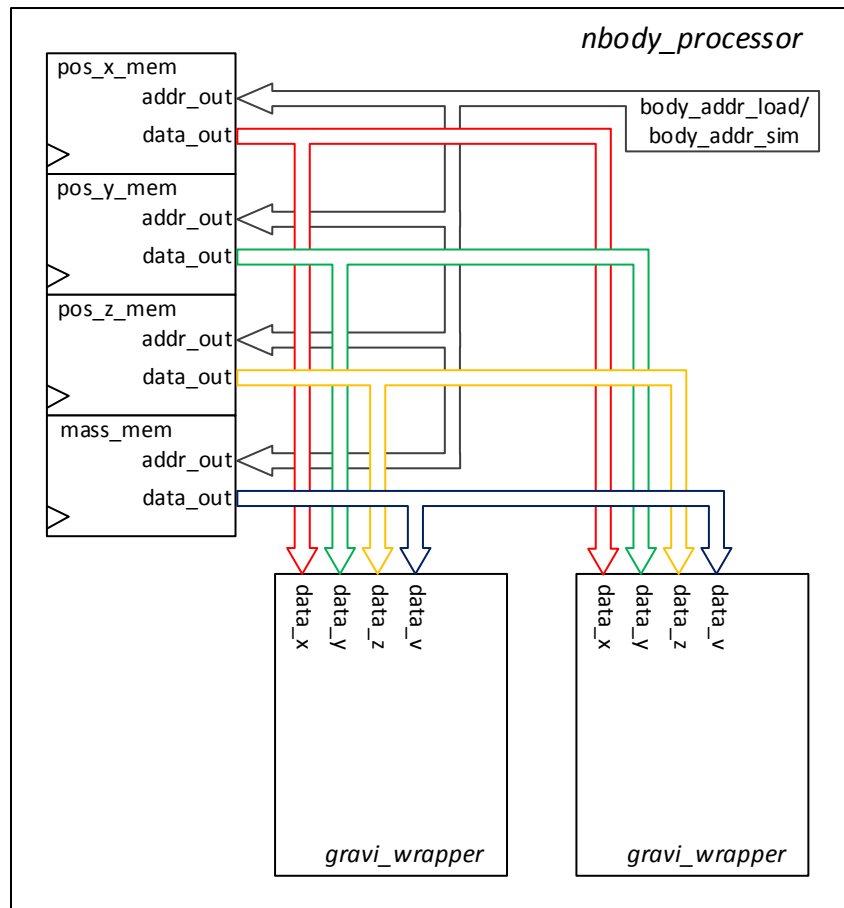 nbody_processor
pos_x_mem
addr_out
data_out
body_addr_load/
body_addr_sim
pos_y_mem
addr_out
data_out
pos_z_mem
addr_out
data_out
mass_mem
addr_out
data_out
data_x
data_y
data_z
data_v
gravi_wrapper
data_x
data_y
data_z
data_v
gravi_wrapper